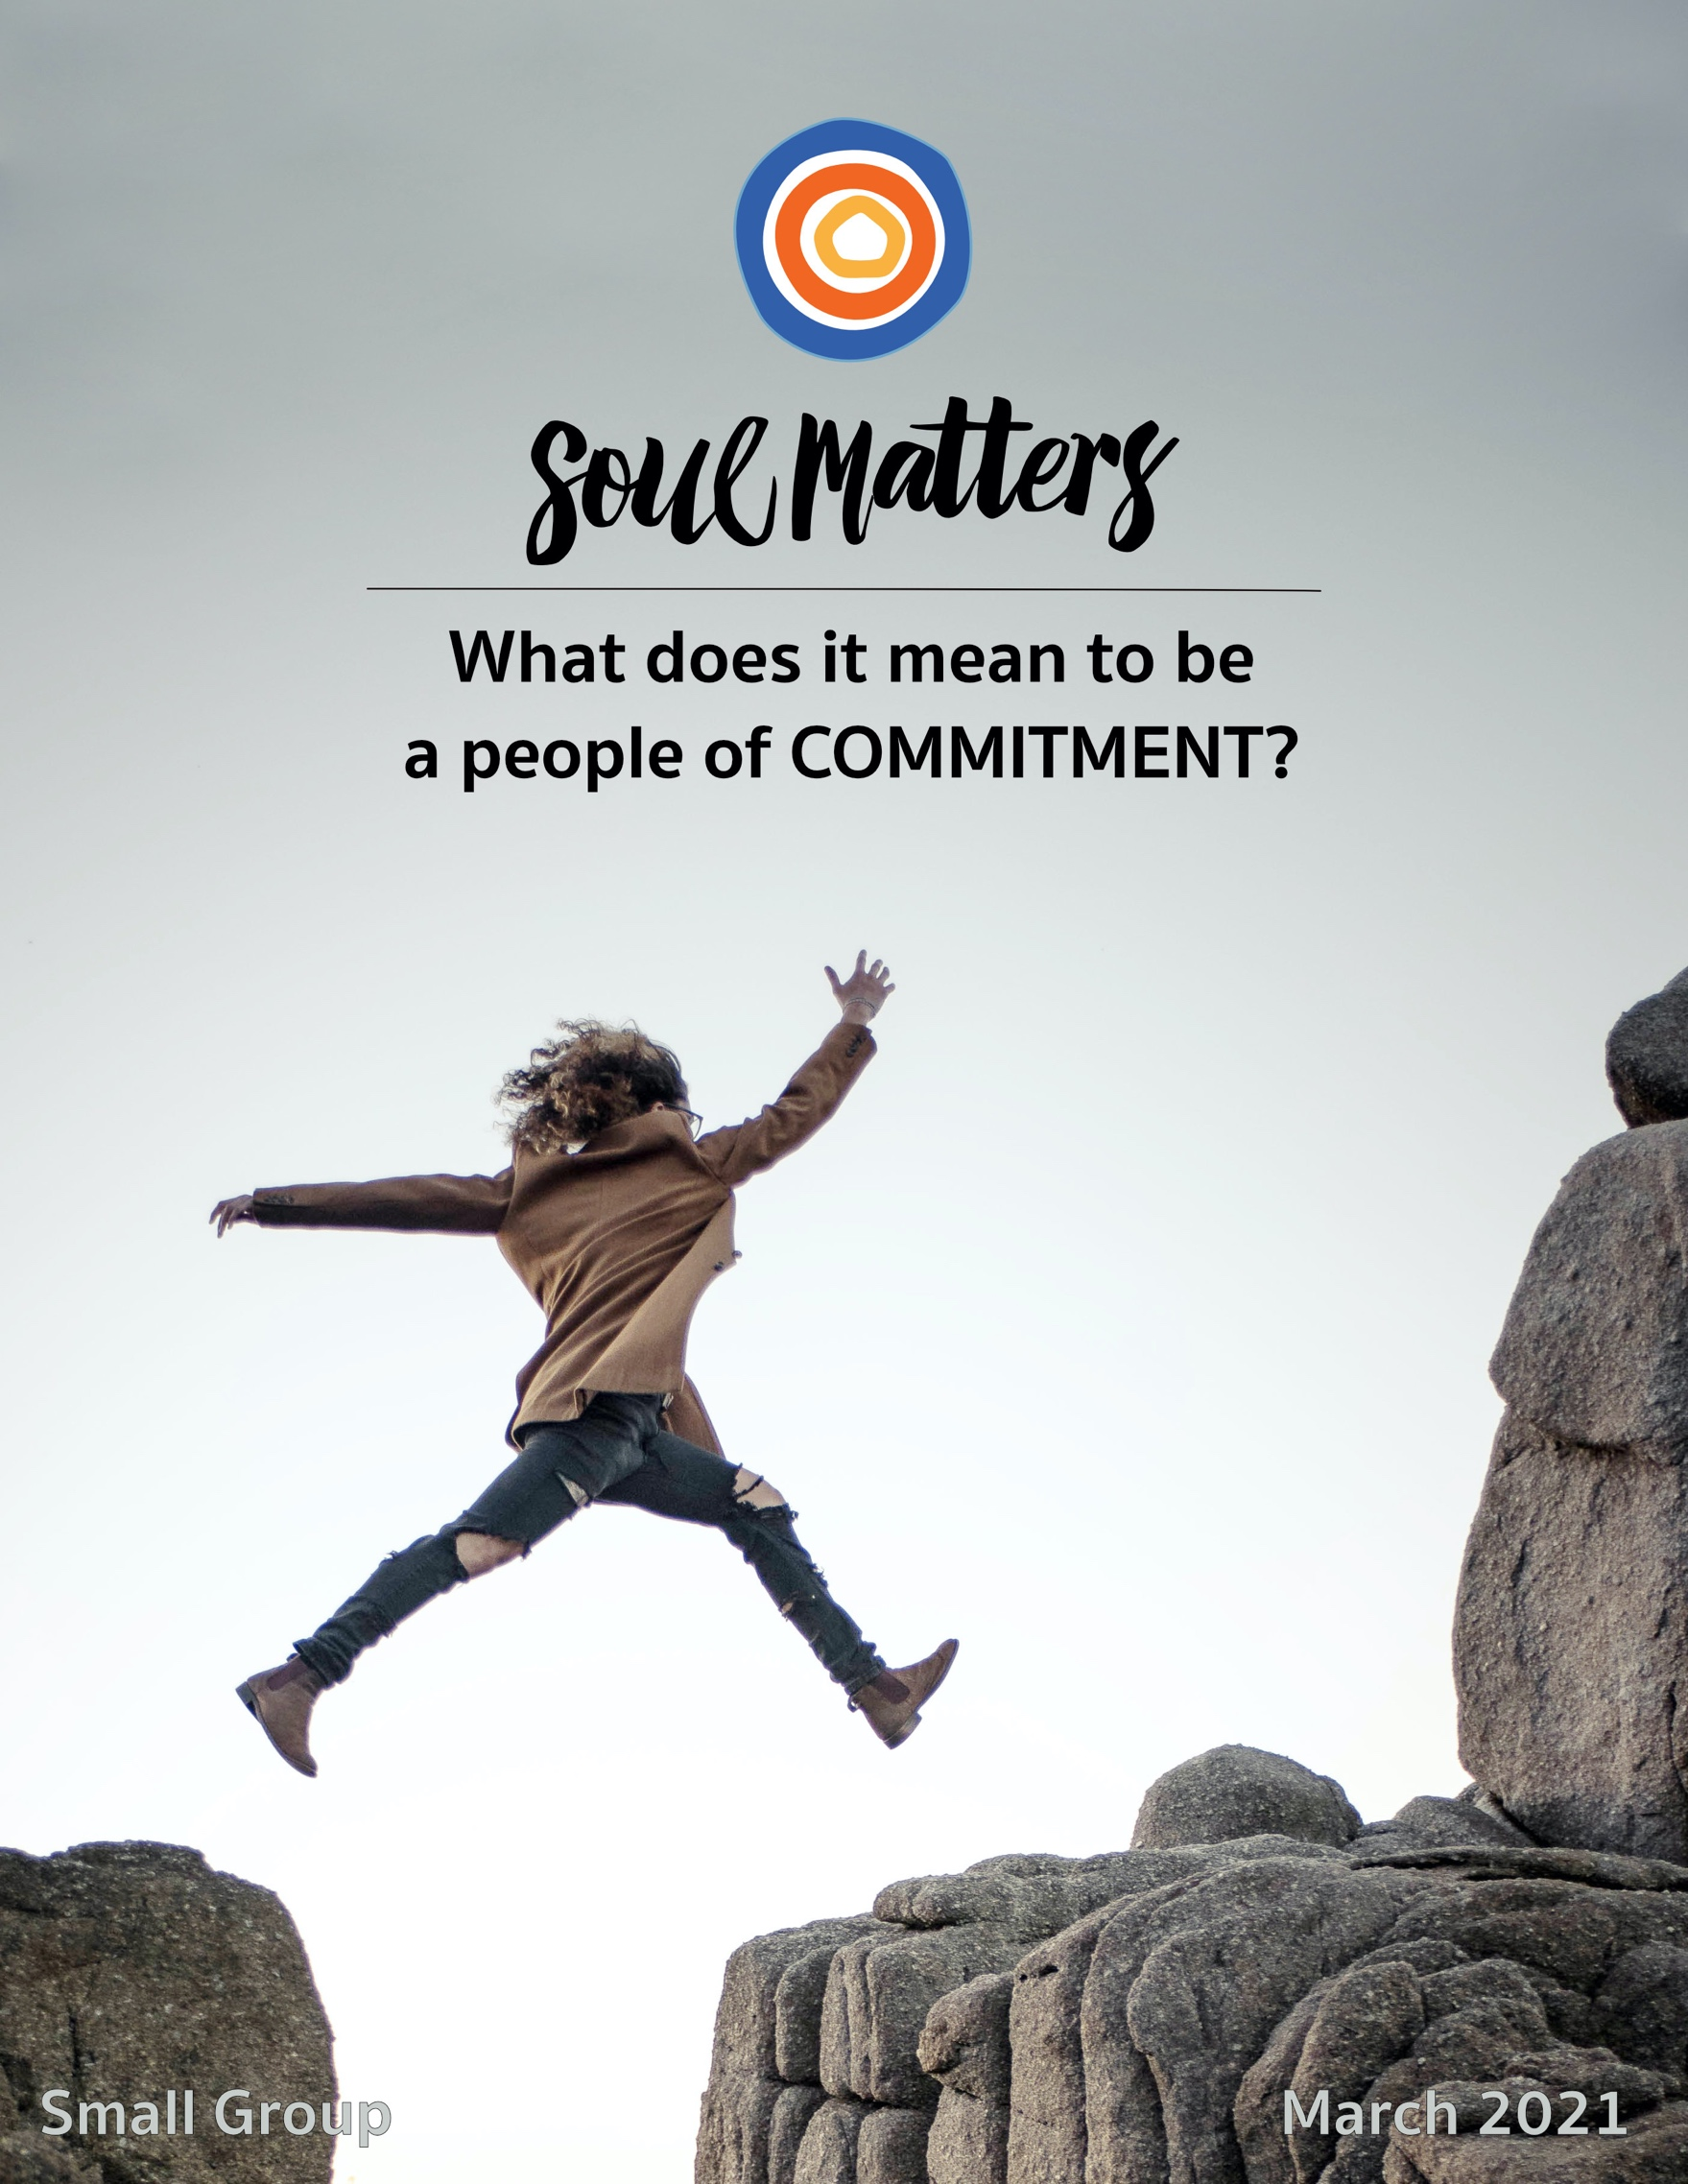 Soul Matters
What does it mean to be
a people of COMMITMENT?
Small Group
March 2021